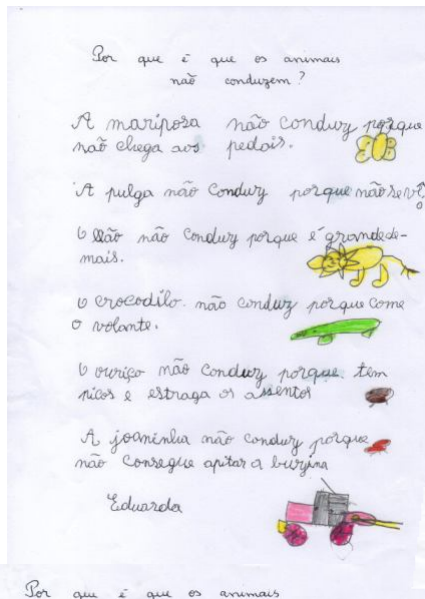 Por que é que os animais
não conduzem?
A mariposa não conduz porque
não chega aos pedais.
A pulga não conduz porque não se vê.
O leão não conduz porque é grande de-
mais.
O crocodilo não conduz porque come
o volante.
O ouriço não conduz porque tem
picos e estraga os assentos
A joaninha não conduz porque
não consegue apitar a buzina
Eduarda
Por que é que os animais